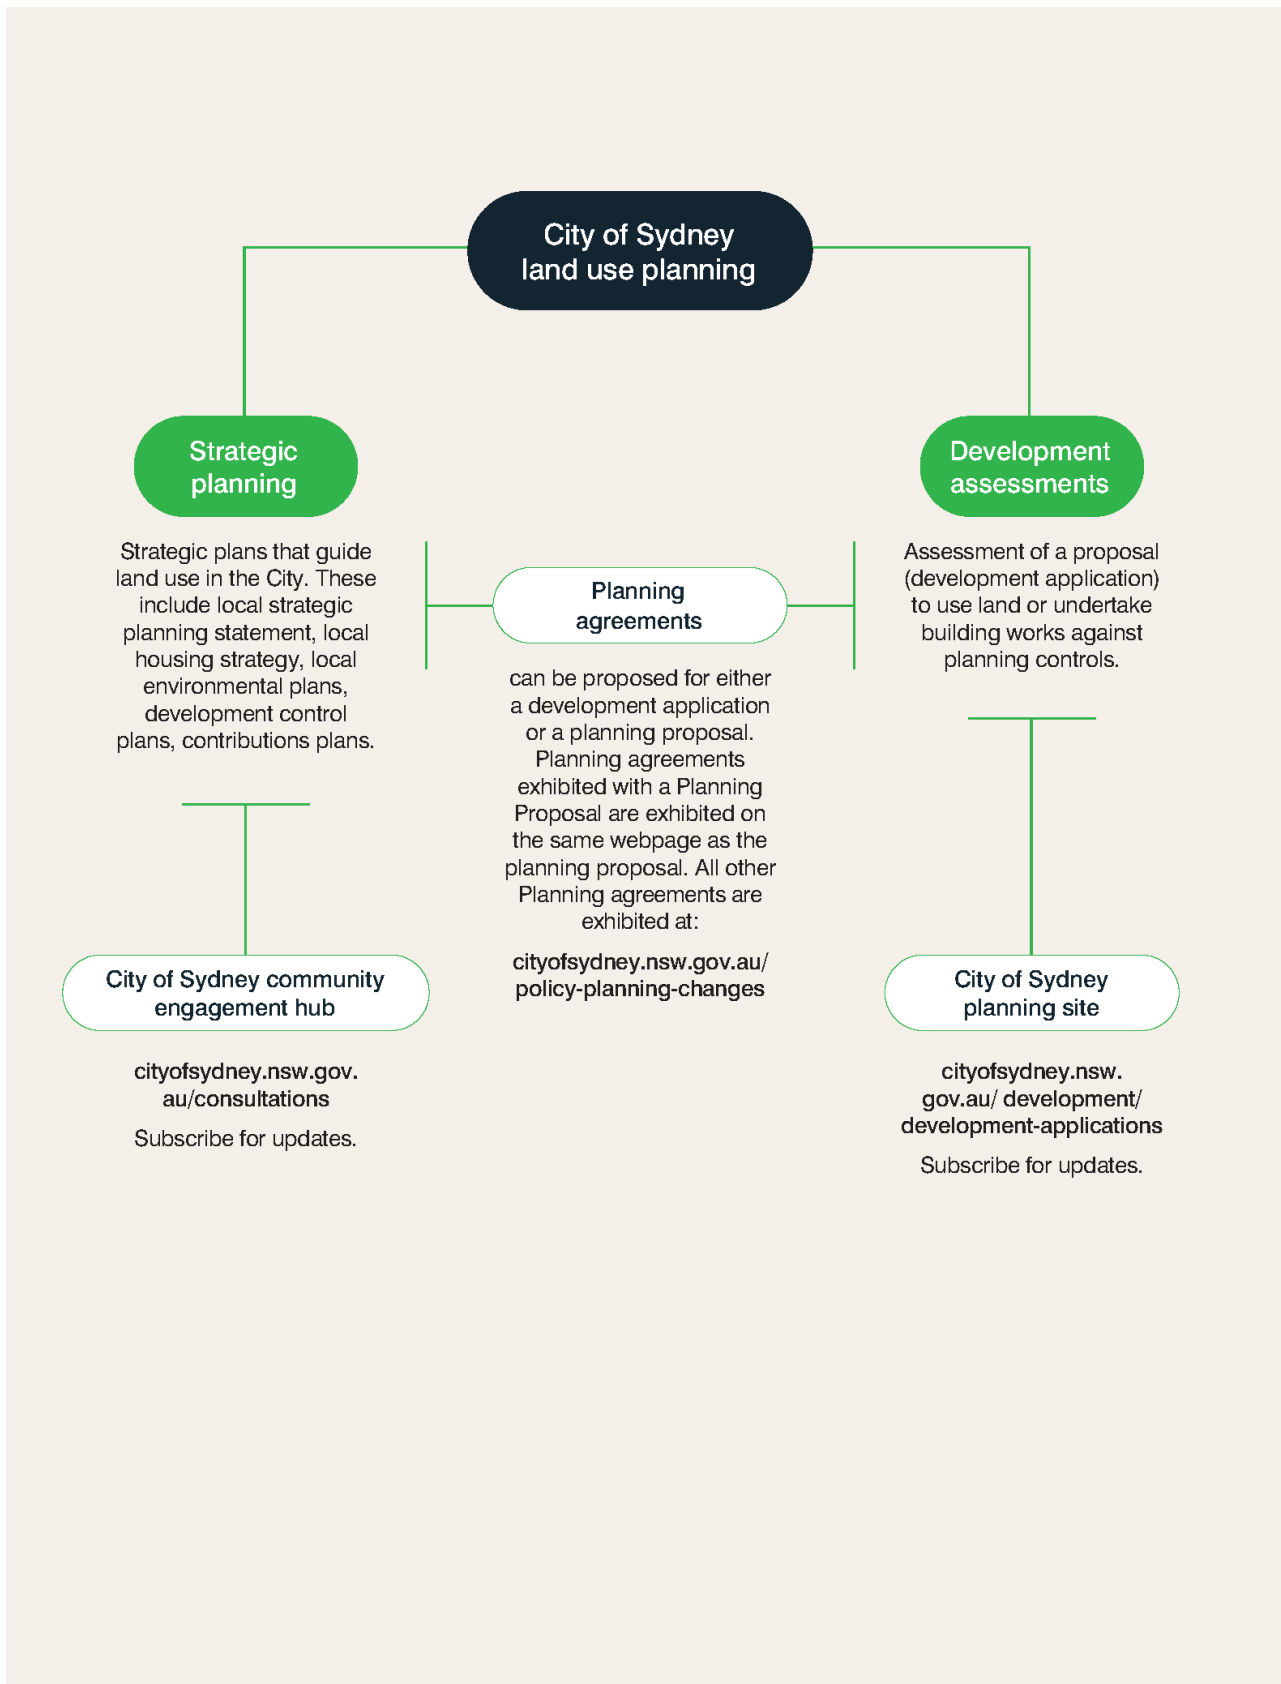 City of Sydney
land use planning
Strategic
planning
Strategic plans that guide
land use in the City. These
include local strategic
planning statement, local
housing strategy, local
environmental plans,
development control
plans, contributions plans.
City of Sydney community
engagement hub
cityofsydney.nsw.gov.
au/consultations
Subscribe for updates.
Planning
agreements
can be proposed for either
a development application
or a planning proposal.
Planning agreements
exhibited with a Planning
Proposal are exhibited on
the same webpage as the
planning proposal. All other
Planning agreements are
exhibited at:
cityofsydney.nsw.gov.au/
policy-planning-changes
Development
assessments
Assessment of a proposal
(development application)
to use land or undertake
building works against
planning controls.
City of Sydney
planning site
cityofsydney.nsw.
gov.au/ development/
development-applications
Subscribe for updates.